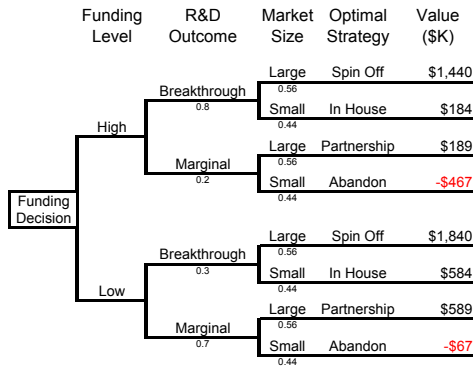 Funding Level R&D Outcome Market Size Optimal Strategy Value ($K)
Large Spin Off $1,440
0.56
Breakthrough
0.8
Small In House $184
0.44
High
Large Partnership $189
0.56
Marginal
0.2
Small Abandon -$467
0.44
Funding Decision
Large Spin Off $1,840
0.56
Breakthrough
0.3
Small In House $584
0.44
Low
Large Partnership $589
0.56
Marginal
0.7
Small Abandon -$67
0.44